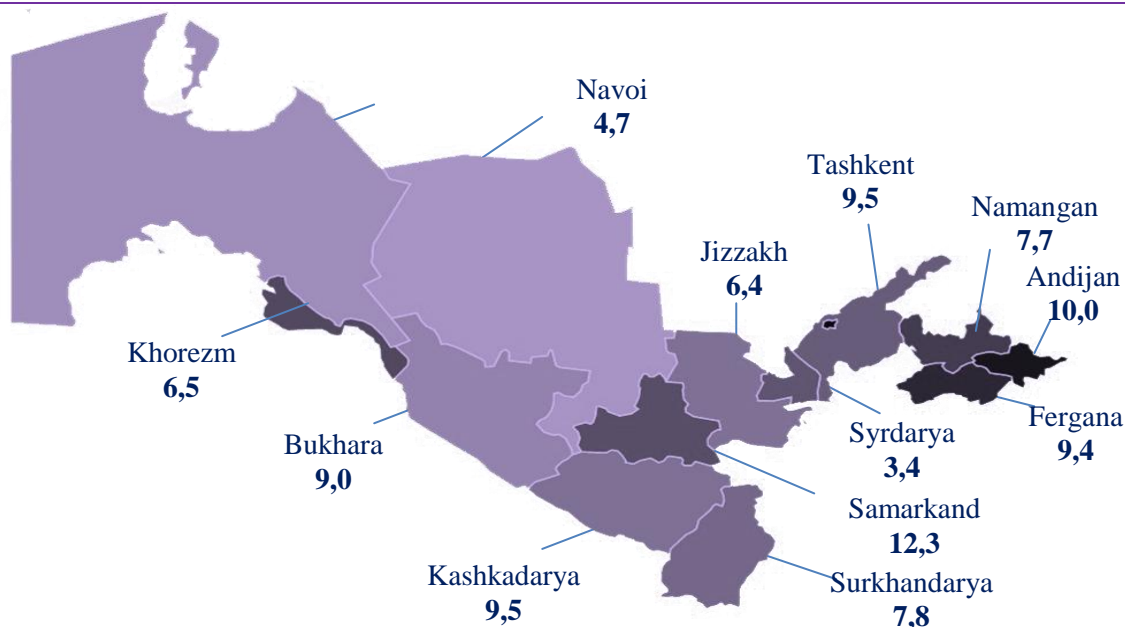 Navoi
4,7
Tashkent
9,5
Namangan
7,7
Jizzakh
6,4
Andijan
10,0
Khorezm
6,5
Bukhara
9,0
Syrdarya
3,4
Fergana
9,4
Samarkand
12,3
Kashkadarya
9,5
Surkhandarya
7,8